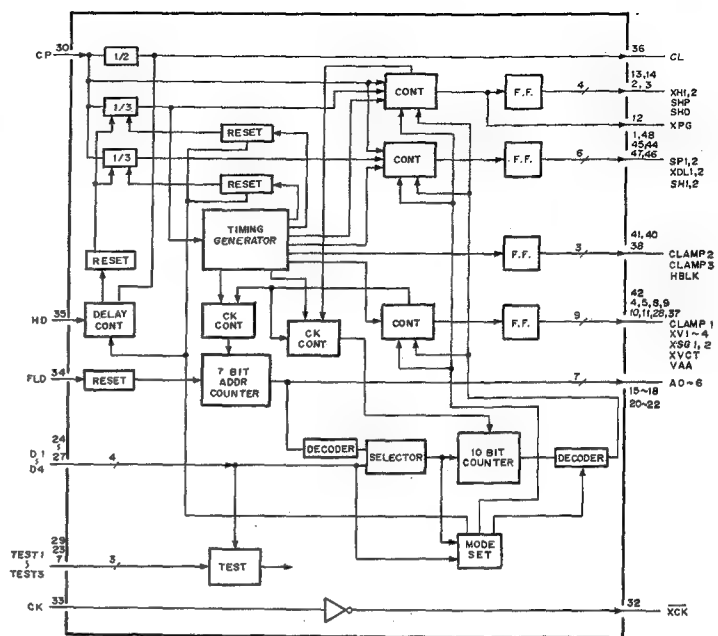 CP 30
1/2
36 CL
CONT
F.F.
4
13,14
2, 3
XH1,2
SHP
SHD
1/3
12 XPG
RESET
1/3
CONT
F.F.
6
1,48
45,44
47,46
SP1,2
XDL1,2
SH1,2
RESET
TIMING
GENERATOR
F.F.
3
41,40
38
CLAMP2
CLAMP3
HBLK
RESET
HD 35
DELAY
CONT
CK
CONT
CK
CONT
CONT
F.F.
9
42
4,5,8,9
10,11,28,37
CLAMP 1
XV1~4
XSG1, 2
XVCT
VAA
FLD 34
RESET
7 BIT
ADDR
COUNTER
7
A0~6
15~18
20~22
24
27
D1
D4
4
DECODER
SELECTOR
10 BIT
COUNTER
DECODER
MODE
SET
29
23
7
TEST1
TEST3
3
TEST
CK 33
32 XCK